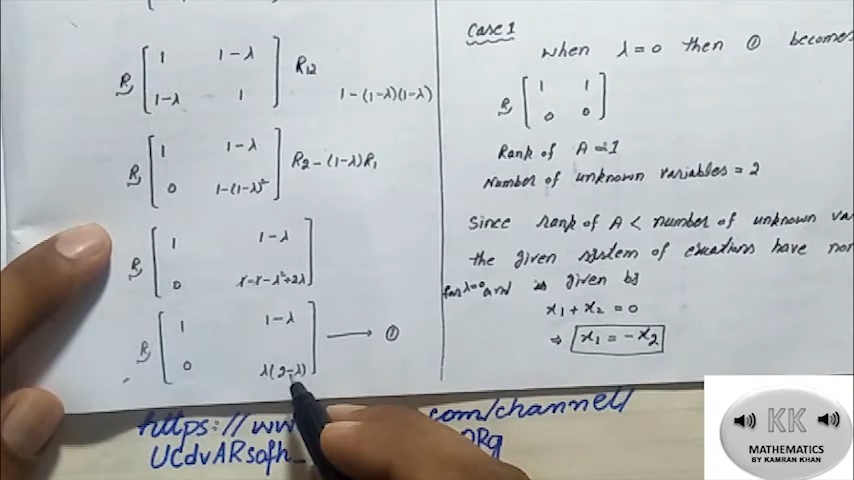 R [ 1 1-λ
1-λ 1 ] R12
1-(1-λ)(1-λ)
R [ 1 1-λ
0 1-(1-λ)² ] R2-(1-λ)R1
R [ 1 1-λ
0 1-1-λ²+2λ ]
R [ 1 1-λ
0 λ(2-λ) ] → ①
Case 1
when λ=0 then ① becomes
R [ 1 1
0 0 ]
Rank of A = 1
Number of unknown variables = 2
Since rank of A < number of unknown va
the given system of equations have non
for λ=0 and is given by
x1+x2 =0
⇒ x1 = -x2
https://ww com/channel/
UCdvARsofh_ ORg
KK
MATHEMATICS
BY KAMRAN KHAN